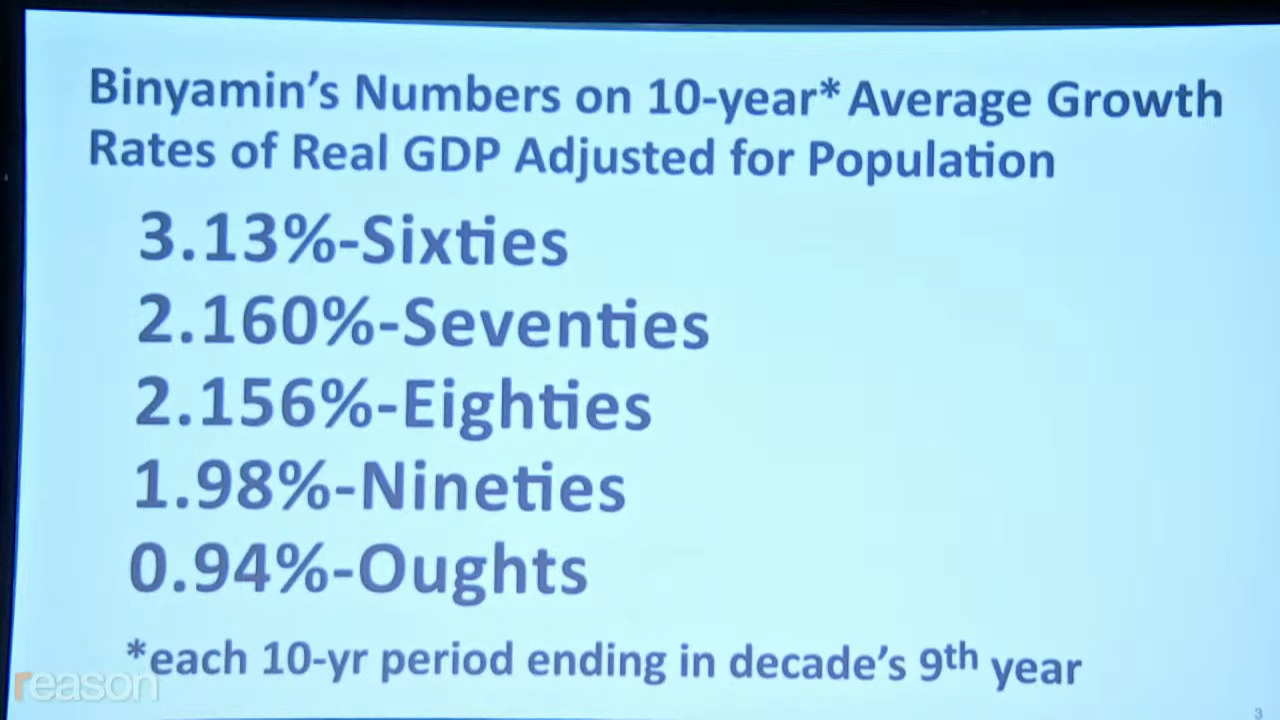 Binyamin's Numbers on 10-year* Average Growth
Rates of Real GDP Adjusted for Population
3.13%-Sixties
2.160%-Seventies
2.156%-Eighties
1.98%-Nineties
0.94%-Oughts
*each 10-yr period ending in decade's 9th year
reason
3